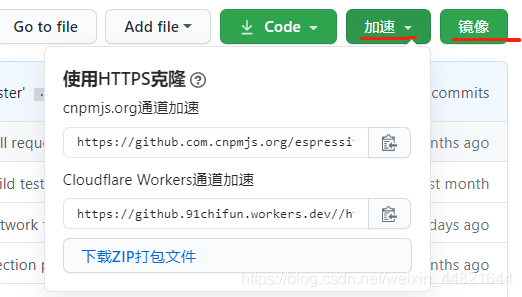 Go to file
Add file
Code
加速
镜像
使用HTTPS克隆
cnpmjs.org通道加速
https://github.com.cnpmjs.org/espressi
Cloudflare Workers通道加速
https://github.91chifun.workers.dev//h
下载ZIP打包文件
ster'
...
commits
ll reque
nths ago
ild test
last month
etwork t
days ago
ection p
nths ago
https://blog.csdn.net/weixin_44821644